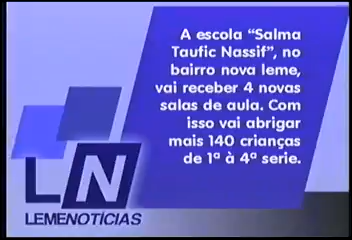 A escola “Salma
Taufic Nassif”, no
bairro nova leme,
vai receber 4 novas
salas de aula. Com
isso vai abrigar
mais 140 crianças
de 1ª à 4ª serie.
LN
LEMENOTÍCIAS